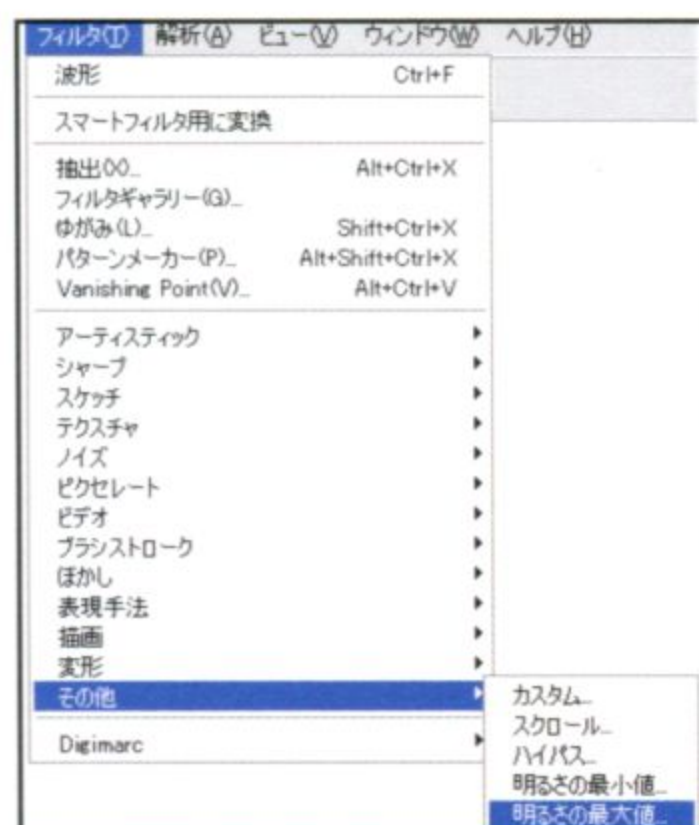 フィルタ(T) 解析(A) ビュー(V) ウィンドウ(W) ヘルプ(H)
波形 Ctrl+F
スマートフィルタ用に変換
抽出(X)... Alt+Ctrl+X
フィルタギャラリー(G)...
ゆがみ(L)... Shift+Ctrl+X
パターンメーカー(P)... Alt+Shift+Ctrl+X
Vanishing Point(V)... Alt+Ctrl+V
アーティスティック
シャープ
スケッチ
テクスチャ
ノイズ
ピクセレート
ビデオ
ブラシストローク
ぼかし
表現手法
描画
変形
その他
Digimarc
カスタム...
スクロール...
ハイパス...
明るさの最小値...
明るさの最大値...